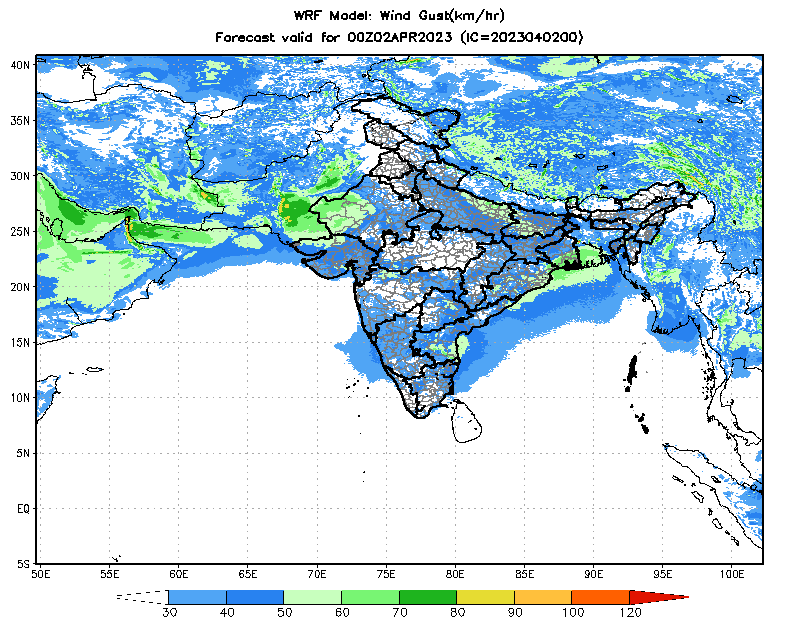 WRF Model: Wind Gust(km/hr)
Forecast valid for 00Z02APR2023 (IC=2023040200)
40N
35N
30N
25N
20N
15N
10N
5N
EQ
5S
50E 55E 60E 65E 70E 75E 80E 85E 90E 95E 100E
30 40 50 60 70 80 90 100 120